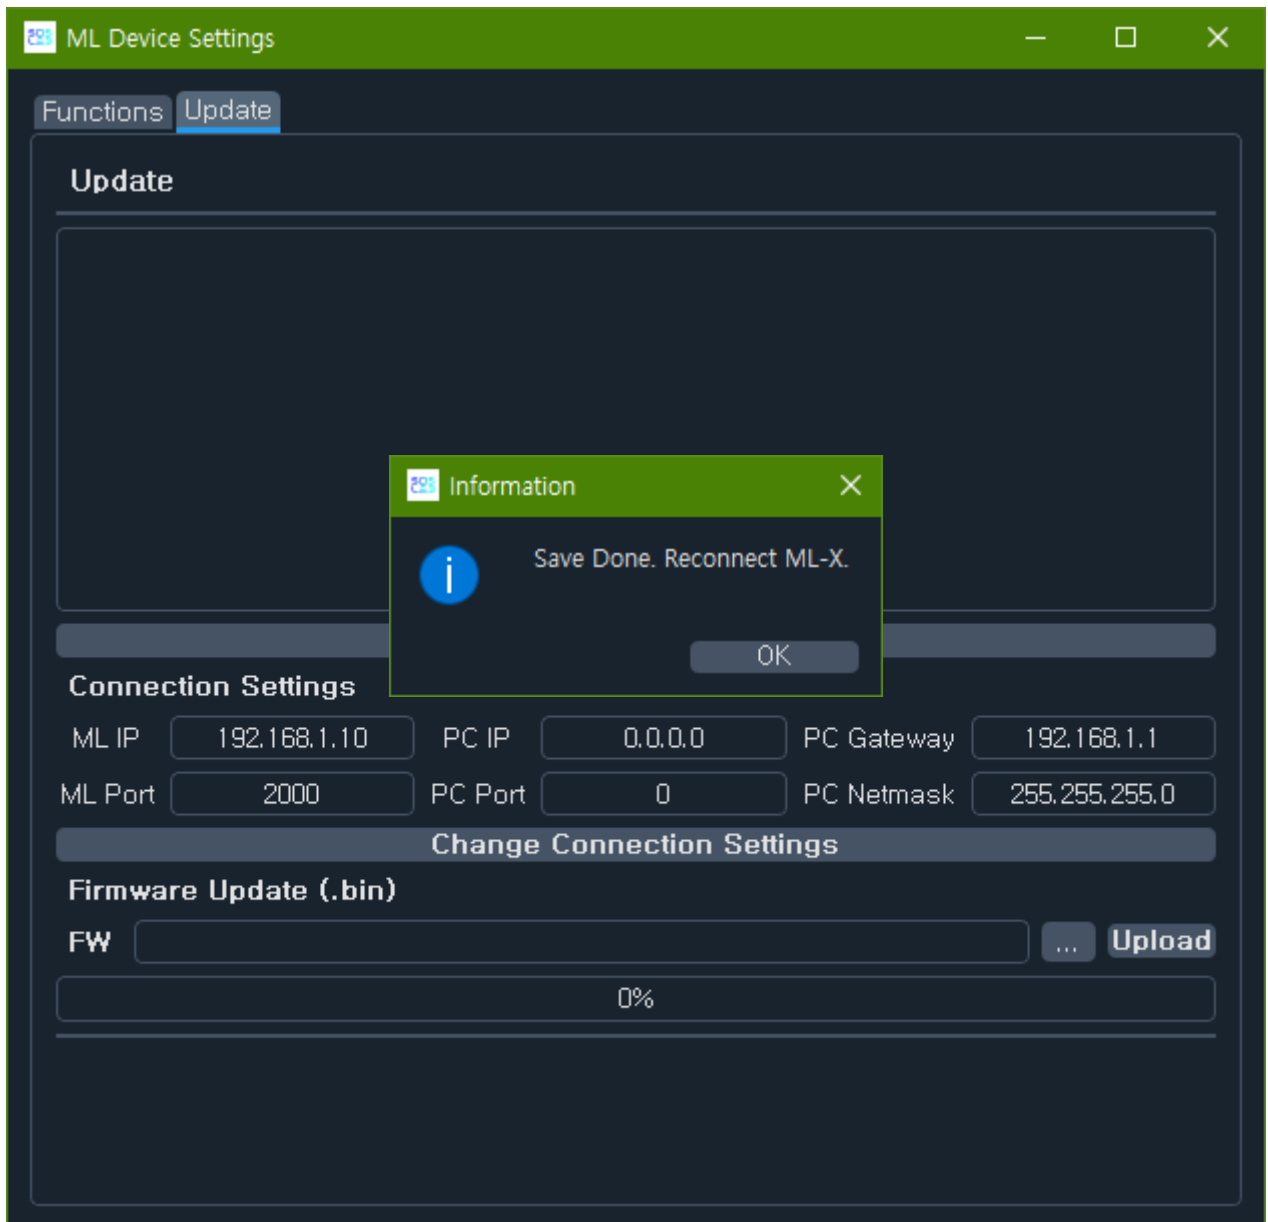 ML Device Settings
Functions Update
Update
Information
Save Done. Reconnect ML-X.
OK
Connection Settings
ML IP 192.168.1.10 PC IP 0.0.0.0 PC Gateway 192.168.1.1
ML Port 2000 PC Port 0 PC Netmask 255.255.255.0
Change Connection Settings
Firmware Update (.bin)
FW ... Upload
0%